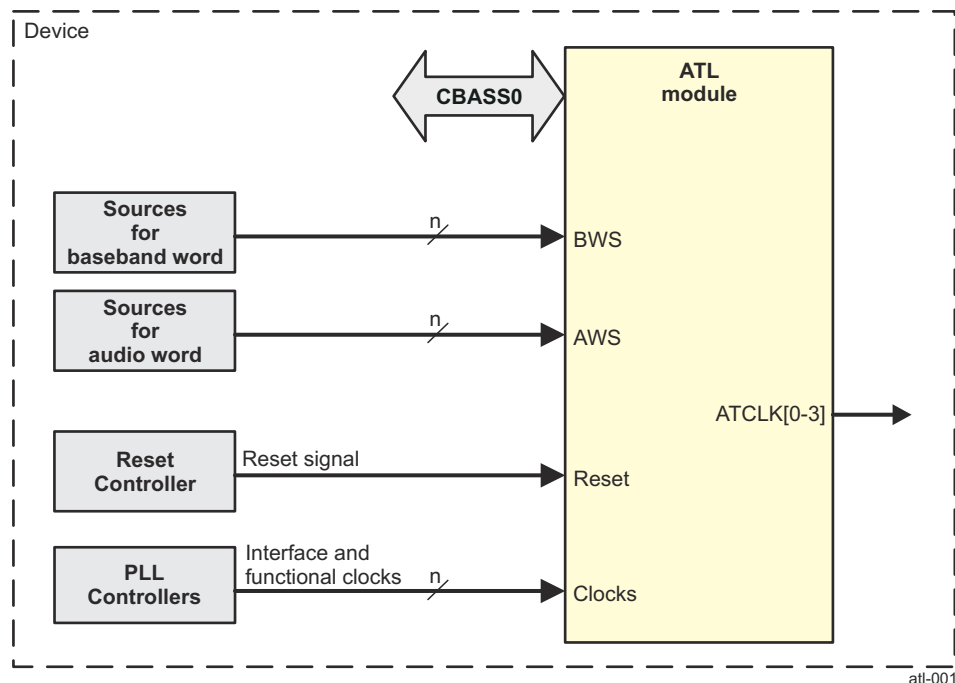 Device
ATL
module
CBASS0
Sources
for
baseband word
n
BWS
Sources
for
audio word
n
AWS
ATCLK[0-3]
Reset
Controller
Reset signal
Reset
PLL
Controllers
Interface and
functional clocks
n
Clocks
atl-001